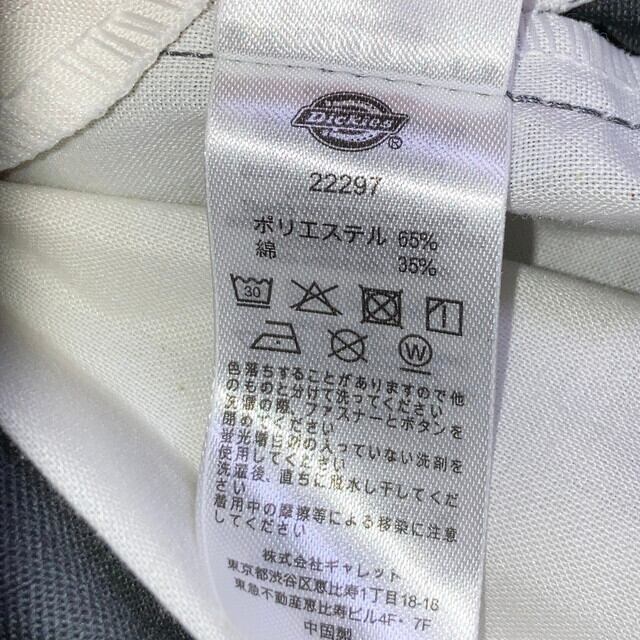 Dickies
®
22297
ポリエステル 65%
綿 35%
30
W
色落ちすることがありますので他
のものとわけて洗ってください
洗濯の際、ファスナーとボタンを
閉めてください
蛍光増白剤の入っていない洗剤を
使用してください
洗濯後、直ちに脱水し干してくだ
さい
着用中の摩擦等による移染に注意
してください
株式会社ギャレット
東京都渋谷区恵比寿1丁目18-18
東急不動産恵比寿ビル4F・7F
中国製